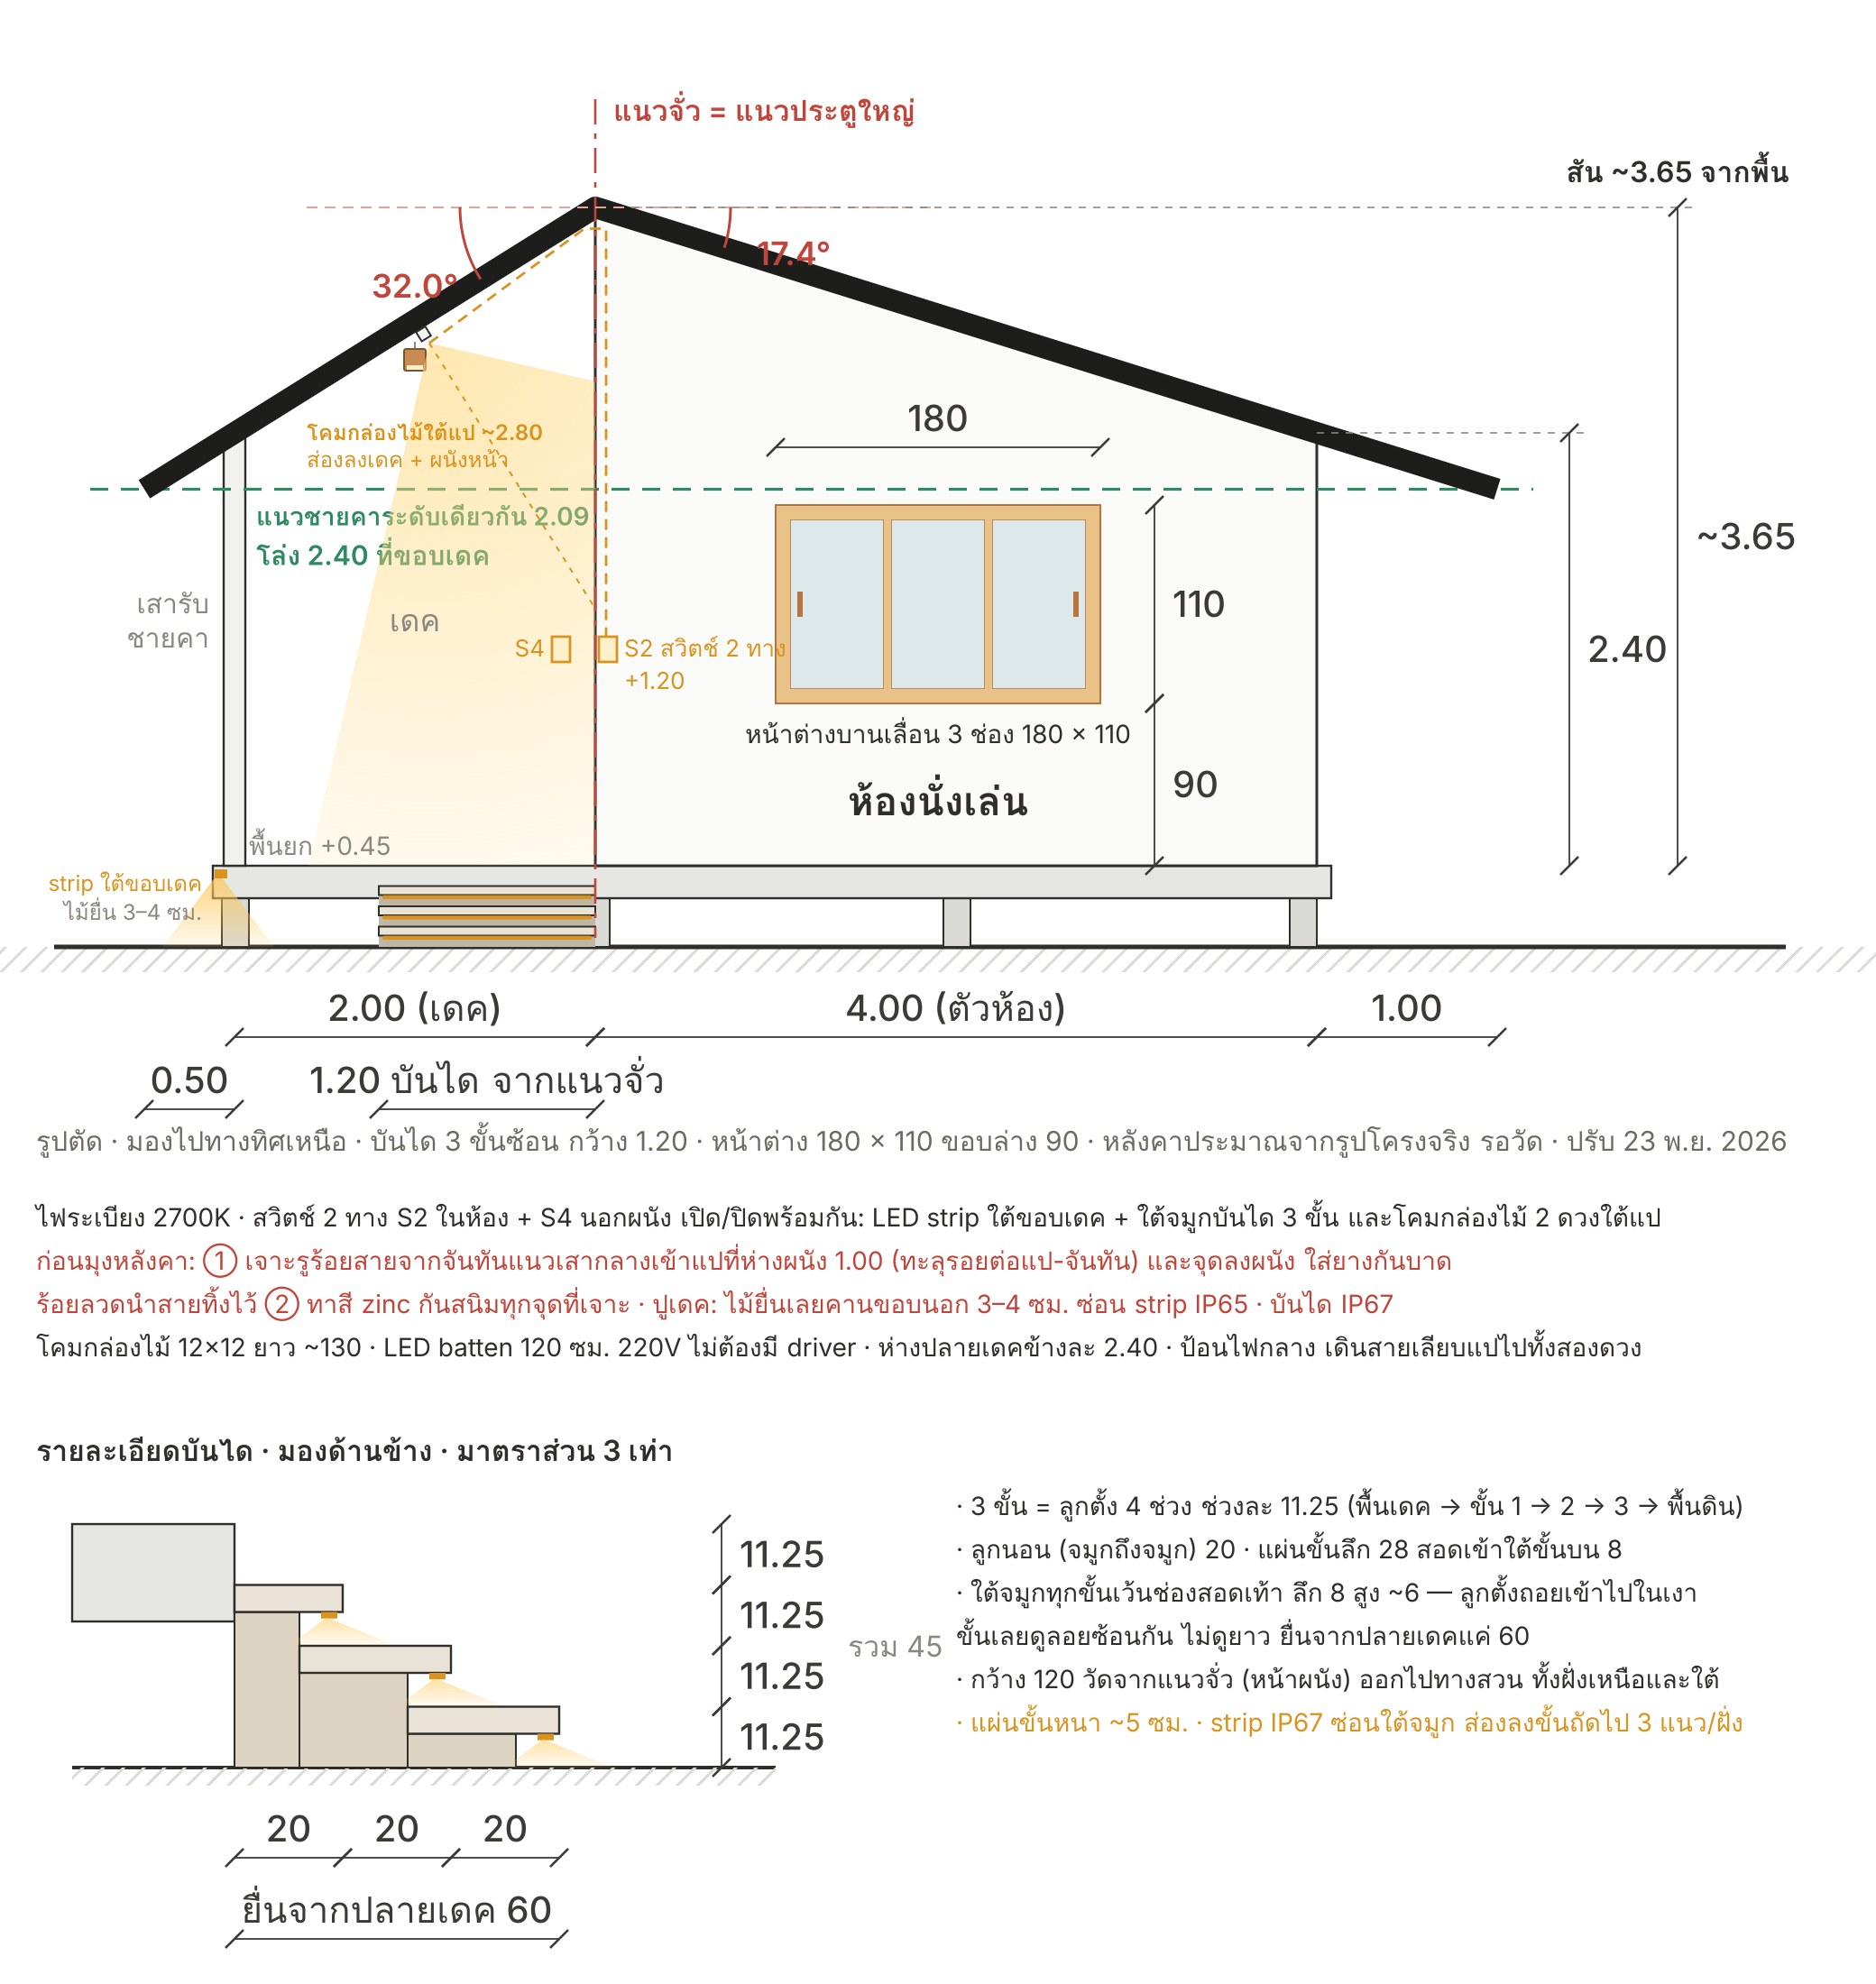 แนวจั่ว = แนวประตูใหญ่
สัน ~3.65 จากพื้น
17.4°
32.0°
180
โคมกล่องไม้ใต้แป ~2.80
ส่องลงเดค + ผนังหน้า
แนวชายคาระดับเดียวกัน 2.09
โล่ง 2.40 ที่ขอบเดค
~3.65
เสารับ
ชายคา
เดค
110
S4
S2 สวิตช์ 2 ทาง
+1.20
2.40
หน้าต่างบานเลื่อน 3 ช่อง 180 × 110
90
ห้องนั่งเล่น
พื้นยก +0.45
strip ใต้ขอบเดค
ไม้ยื่น 3–4 ซม.
2.00 (เดค)
4.00 (ตัวห้อง)
1.00
0.50
1.20 บันได จากแนวจั่ว
รูปตัด · มองไปทางทิศเหนือ · บันได 3 ขั้นซ้อน กว้าง 1.20 · หน้าต่าง 180 × 110 ขอบล่าง 90 · หลังคาประมาณจากรูปโครงจริง รอวัด · ปรับ 23 พ.ย. 2026
ไฟระเบียง 2700K · สวิตช์ 2 ทาง S2 ในห้อง + S4 นอกผนัง เปิด/ปิดพร้อมกัน: LED strip ใต้ขอบเดค + ใต้จมูกบันได 3 ขั้น และโคมกล่องไม้ 2 ดวงใต้แป
ก่อนมุงหลังคา: ① เจาะรูร้อยสายจากจันทันแนวเสากลางเข้าแปที่ห่างผนัง 1.00 (ทะลุรอยต่อแป-จันทัน) และจุดลงผนัง ใส่ยางกันบาด
ร้อยลวดนำสายทิ้งไว้ ② ทาสี zinc กันสนิมทุกจุดที่เจาะ · ปูเดค: ไม้ยื่นเลยคานขอบนอก 3–4 ซม. ซ่อน strip IP65 · บันได IP67
โคมกล่องไม้ 12×12 ยาว ~130 · LED batten 120 ซม. 220V ไม่ต้องมี driver · ห่างปลายเดคข้างละ 2.40 · ป้อนไฟกลาง เดินสายเลียบแปไปทั้งสองดวง
รายละเอียดบันได · มองด้านข้าง · มาตราส่วน 3 เท่า
11.25
11.25
11.25
11.25
รวม 45
· 3 ขั้น = ลูกตั้ง 4 ช่วง ช่วงละ 11.25 (พื้นเดค → ขั้น 1 → 2 → 3 → พื้นดิน)
· ลูกนอน (จมูกถึงจมูก) 20 · แผ่นขั้นลึก 28 สอดเข้าใต้ขั้นบน 8
· ใต้จมูกทุกขั้นเว้นช่องสอดเท้า ลึก 8 สูง ~6 — ลูกตั้งถอยเข้าไปในเงา
ขั้นเลยดูลอยซ้อนกัน ไม่ดูยาว ยื่นจากปลายเดคแค่ 60
· กว้าง 120 วัดจากแนวจั่ว (หน้าผนัง) ออกไปทางสวน ทั้งฝั่งเหนือและใต้
· แผ่นขั้นหนา ~5 ซม. · strip IP67 ซ่อนใต้จมูก ส่องลงขั้นถัดไป 3 แนว/ฝั่ง
20
20
20
ยื่นจากปลายเดค 60